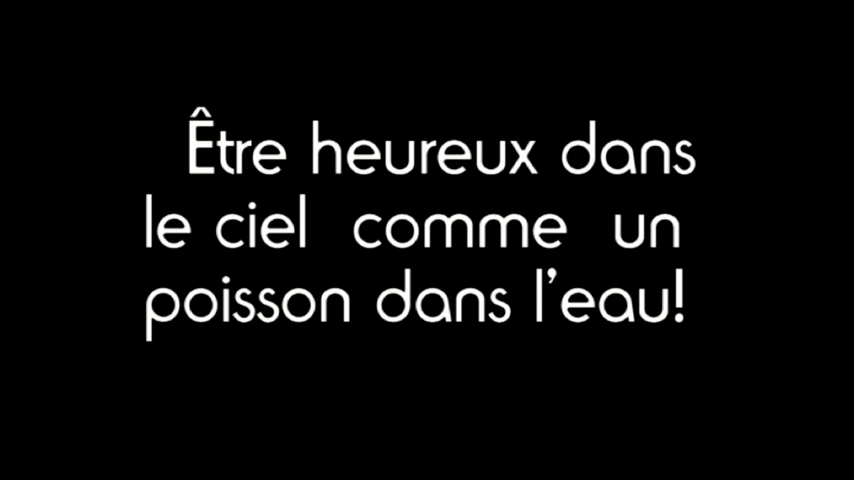 Être heureux dans
le ciel comme un
poisson dans l'eau!